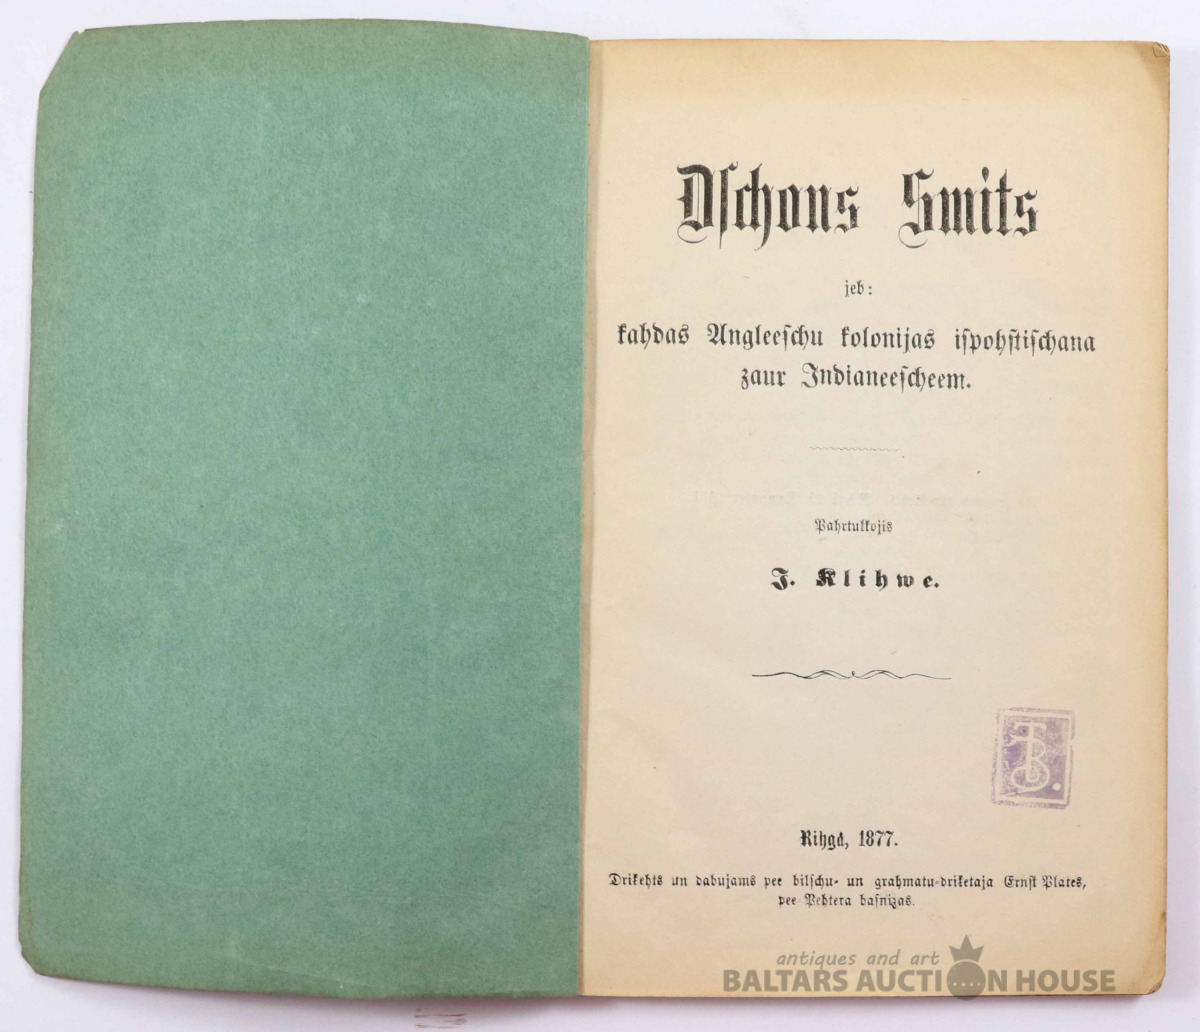 Dſchons Smits
jeb:
kahdas Angleeſchu kolonijas iſpohſtiſchana
zaur Indianeeſcheem.
Pahrtulkojis
J. Klihwe.
TB.
Rihgâ, 1877.
Drikehts un dabujams pee bilſchu- un grahmatu-driketaja Ernſt Plates,
pee Pehtera baſnizas.
antiques and art
BALTARS AUCTION HOUSE